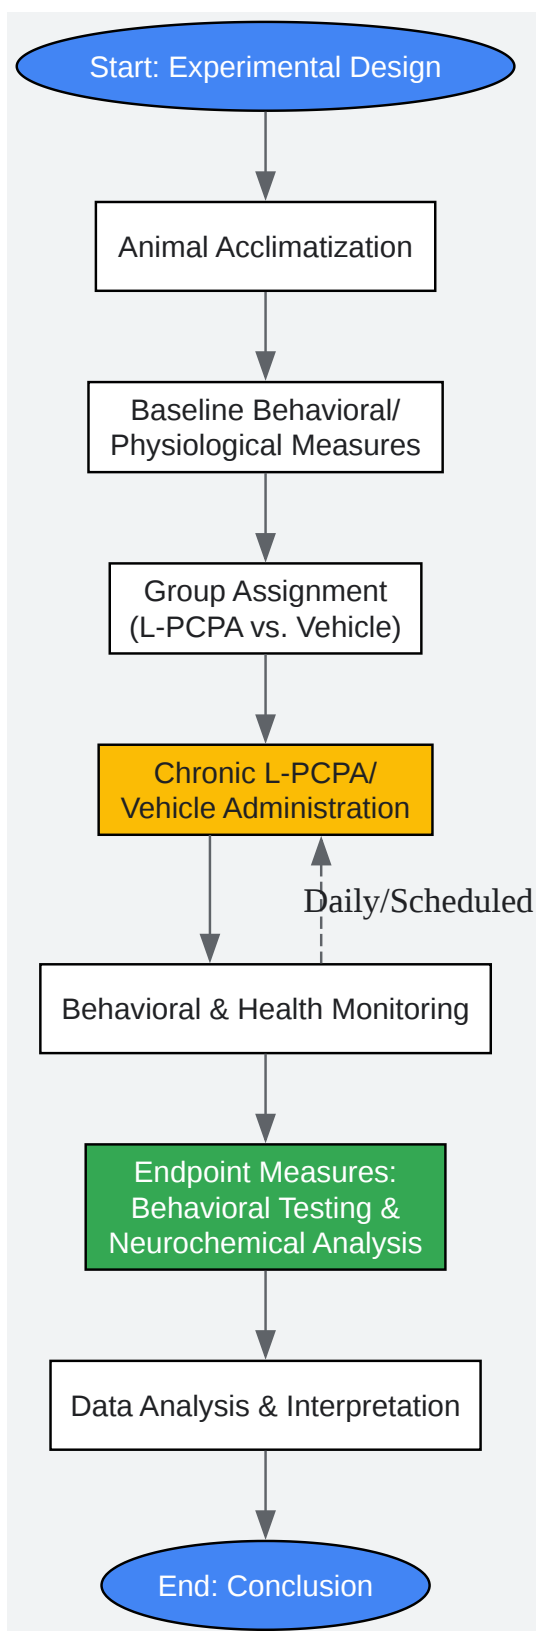 Start: Experimental Design
Animal Acclimatization
Baseline Behavioral/
Physiological Measures
Group Assignment
(L-PCPA vs. Vehicle)
Chronic L-PCPA/
Vehicle Administration
Daily/Scheduled
Behavioral & Health Monitoring
Endpoint Measures:
Behavioral Testing &
Neurochemical Analysis
Data Analysis & Interpretation
End: Conclusion